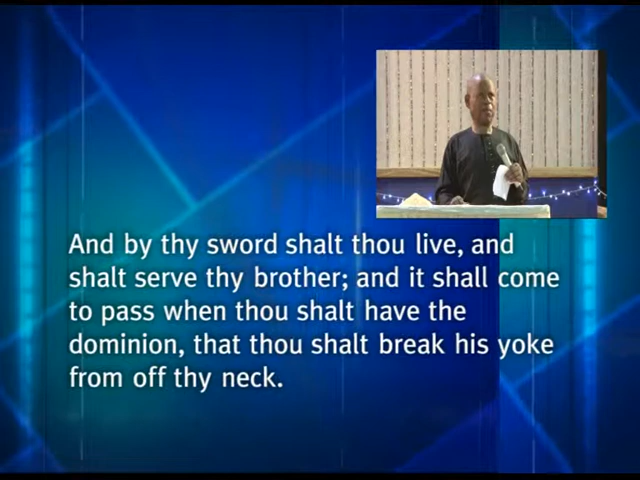 And by thy sword shalt thou live, and
shalt serve thy brother; and it shall come
to pass when thou shalt have the
dominion, that thou shalt break his yoke
from off thy neck.